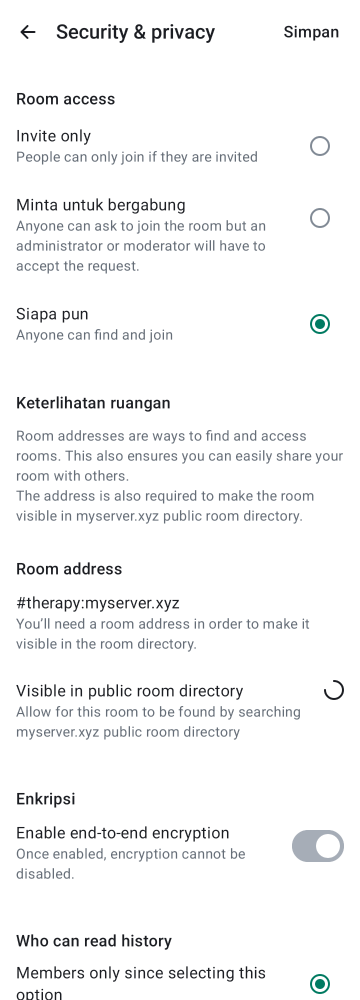 Security & privacy
Simpan
Room access
Invite only
People can only join if they are invited
Minta untuk bergabung
Anyone can ask to join the room but an
administrator or moderator will have to
accept the request.
Siapa pun
Anyone can find and join
Keterlihatan ruangan
Room addresses are ways to find and access
rooms. This also ensures you can easily share your
room with others.
The address is also required to make the room
visible in myserver.xyz public room directory.
Room address
#therapy:myserver.xyz
You’ll need a room address in order to make it
visible in the room directory.
Visible in public room directory
Allow for this room to be found by searching
myserver.xyz public room directory
Enkripsi
Enable end-to-end encryption
Once enabled, encryption cannot be
disabled.
Who can read history
Members only since selecting this
option